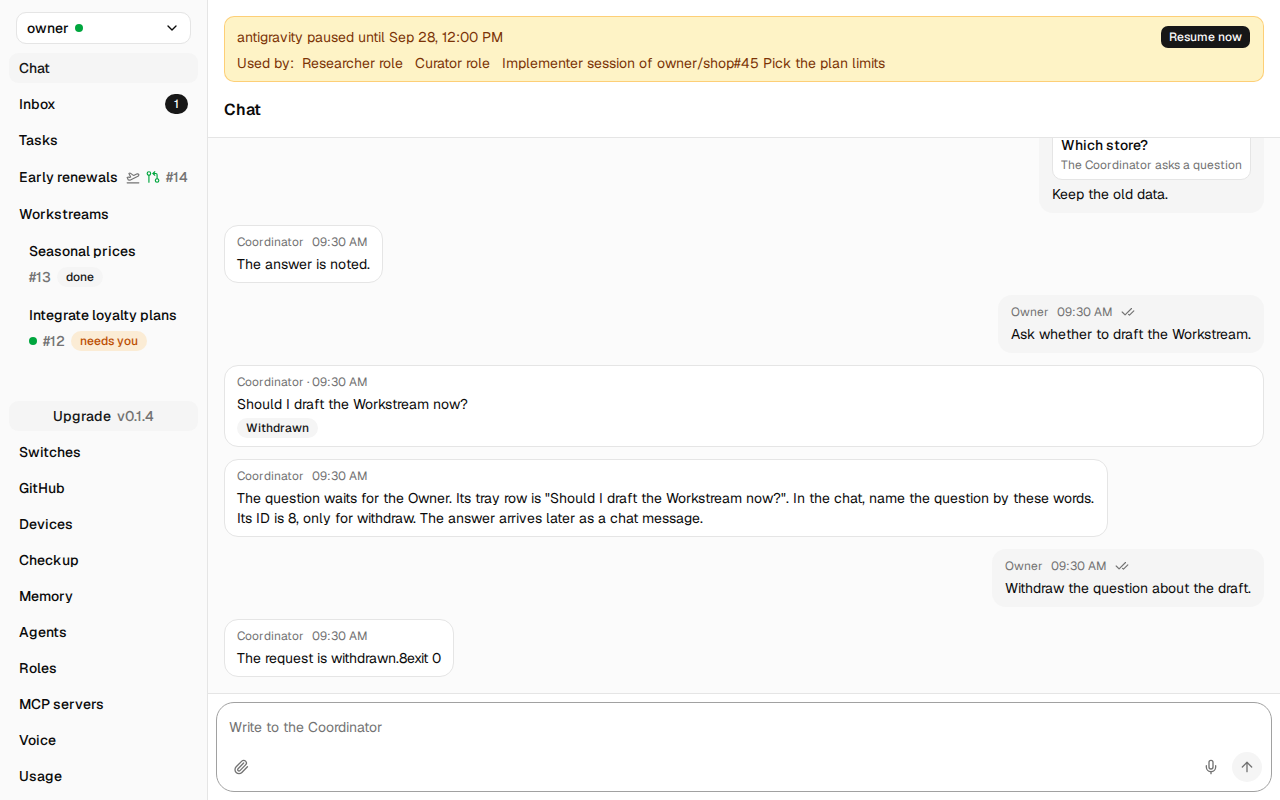 owner
Chat
Inbox 1
Tasks
Early renewals #14
Workstreams
Seasonal prices
#13 done
Integrate loyalty plans
#12 needs you
Upgrade v0.1.4
Switches
GitHub
Devices
Checkup
Memory
Agents
Roles
MCP servers
Voice
Usage
antigravity paused until Sep 28, 12:00 PM
Resume now
Used by: Researcher role Curator role Implementer session of owner/shop#45 Pick the plan limits
Chat
Which store?
The Coordinator asks a question
Keep the old data.
Coordinator 09:30 AM
The answer is noted.
Owner 09:30 AM
Ask whether to draft the Workstream.
Coordinator · 09:30 AM
Should I draft the Workstream now?
Withdrawn
Coordinator 09:30 AM
The question waits for the Owner. Its tray row is "Should I draft the Workstream now?". In the chat, name the question by these words.
Its ID is 8, only for withdraw. The answer arrives later as a chat message.
Owner 09:30 AM
Withdraw the question about the draft.
Coordinator 09:30 AM
The request is withdrawn.8exit 0
Write to the Coordinator